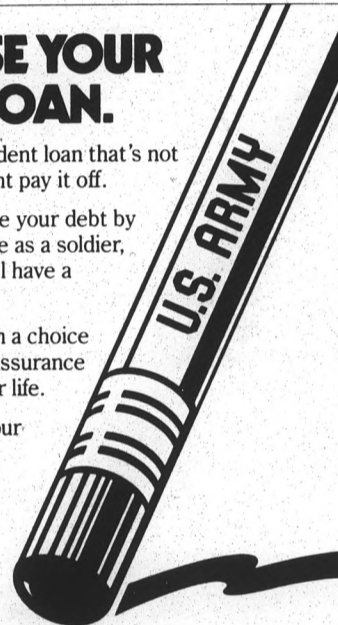 SE YOUR
OAN.
dent loan that's not
nt pay it off.
e your debt by
e as a soldier,
l have a
n a choice
ssurance
r life.
ur
U.S. ARMY